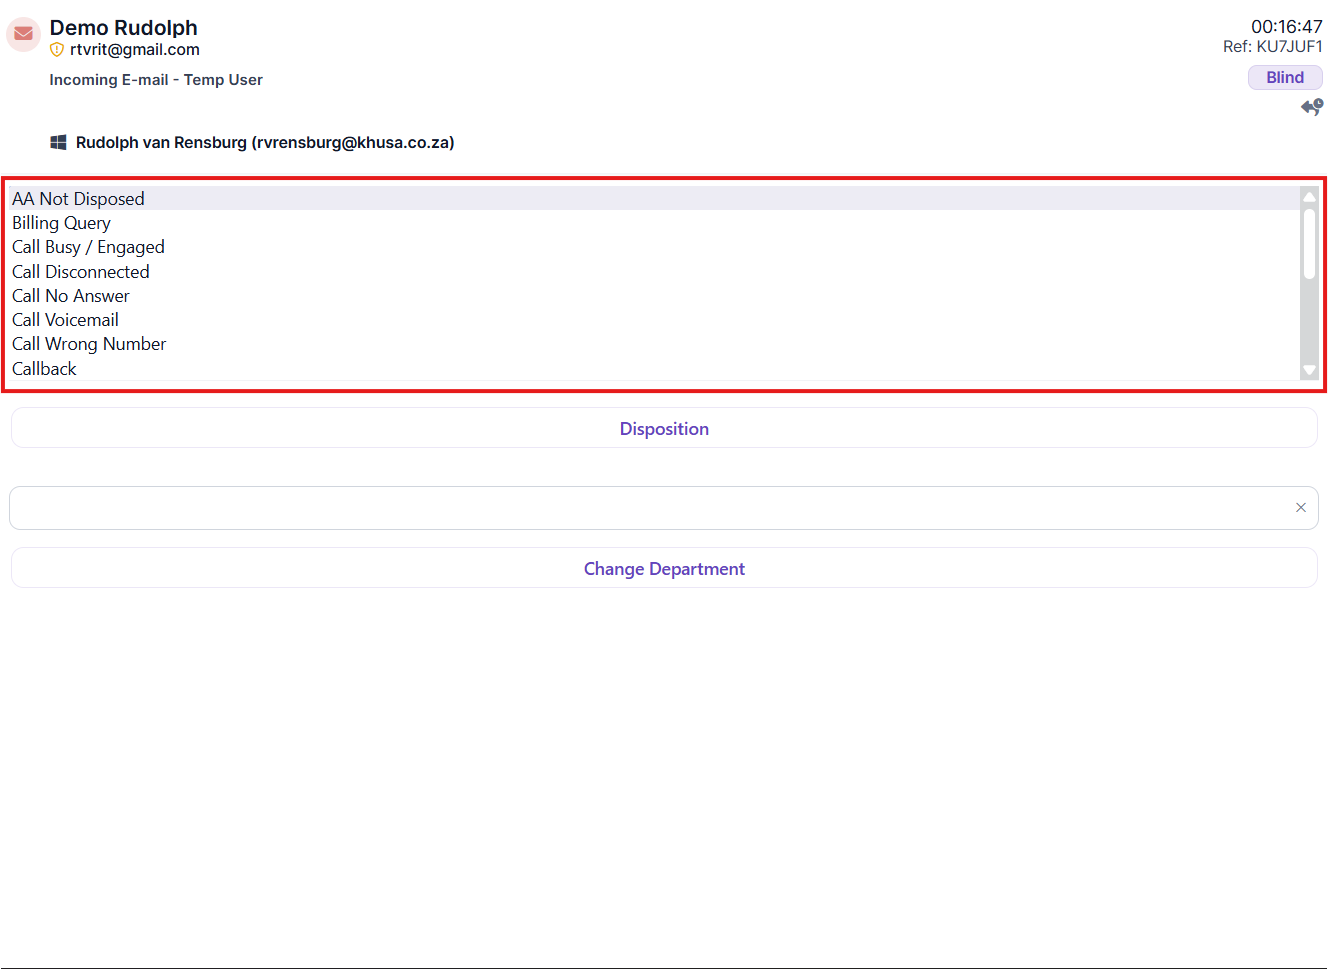 Demo Rudolph
00:16:47
rtvrit@gmail.com
Ref: KU7JUF1
Incoming E-mail - Temp User
Blind
Rudolph van Rensburg (rvrensburg@khusa.co.za)
AA Not Disposed
Billing Query
Call Busy / Engaged
Call Disconnected
Call No Answer
Call Voicemail
Call Wrong Number
Callback
Disposition
Change Department